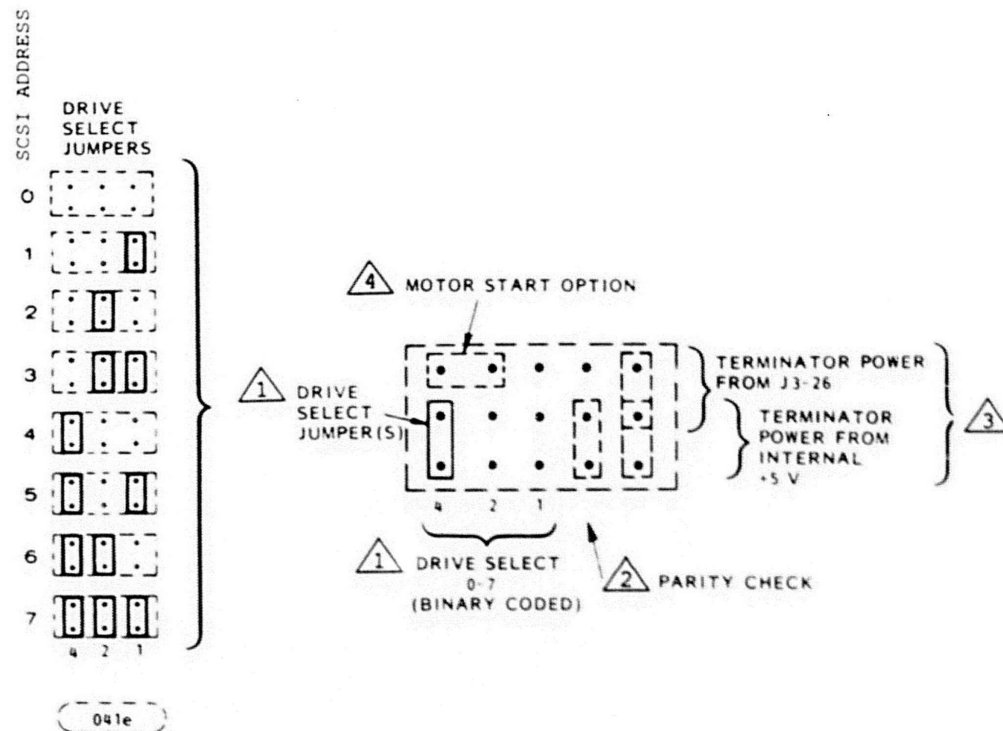 SCSI ADDRESS
DRIVE
SELECT
JUMPERS
0
1
2
3
4
5
6
7
4 2 1
041e
4 MOTOR START OPTION
1 DRIVE
SELECT
JUMPER(S)
4 2 1
1 DRIVE SELECT
0-7
(BINARY CODED)
2 PARITY CHECK
TERMINATOR POWER
FROM J3-26
TERMINATOR
POWER FROM
INTERNAL
+5 V
3